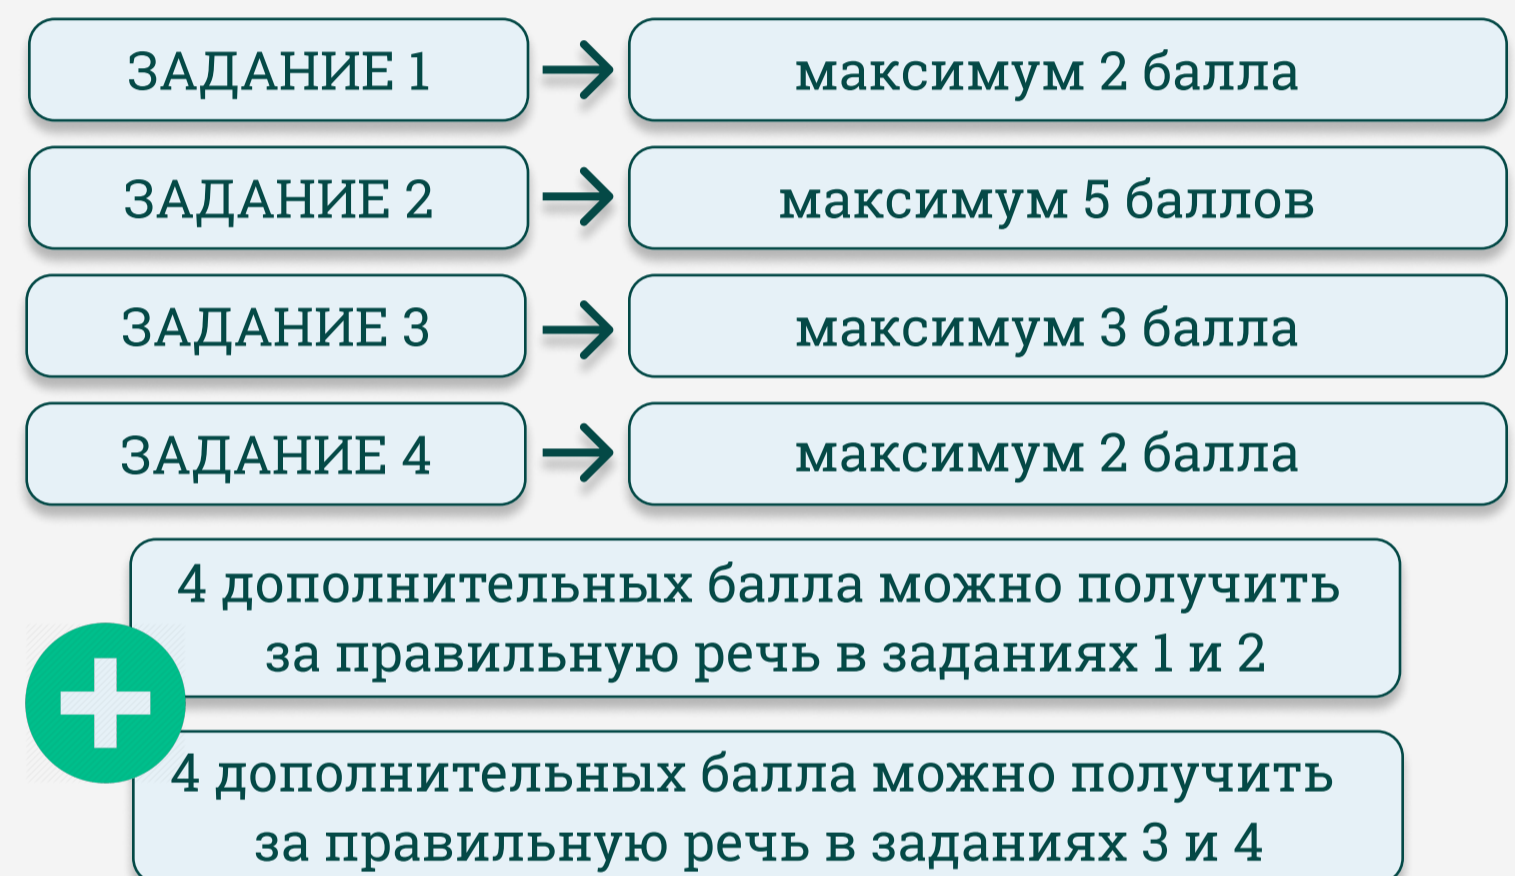 ЗАДАНИЕ 1
максимум 2 балла
ЗАДАНИЕ 2
максимум 5 баллов
ЗАДАНИЕ 3
максимум 3 балла
ЗАДАНИЕ 4
максимум 2 балла
4 дополнительных балла можно получить
за правильную речь в заданиях 1 и 2
4 дополнительных балла можно получить
за правильную речь в заданиях 3 и 4